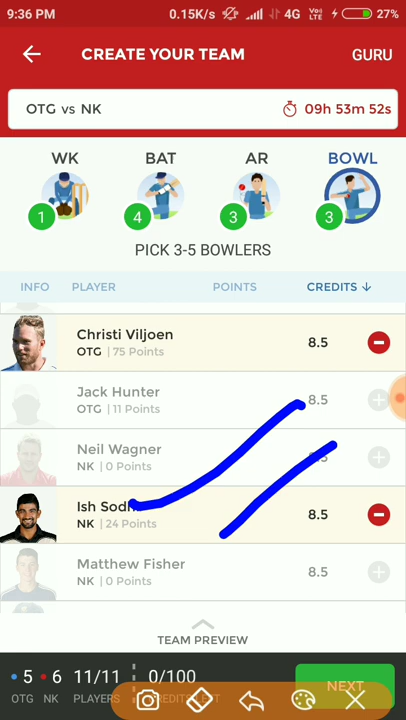 9:36 PM 0.15K/s 4G VoD LTE 27%
CREATE YOUR TEAM GURU
OTG vs NK 09h 53m 52s
WK BAT AR BOWL
1 4 3 3
PICK 3-5 BOWLERS
INFO PLAYER POINTS CREDITS
Christi Viljoen
OTG | 75 Points 8.5
Jack Hunter
OTG | 11 Points 8.5
Neil Wagner
NK | 0 Points
Ish Sodh
NK | 24 Points 8.5
Matthew Fisher
NK | 0 Points 8.5
TEAM PREVIEW
5 6 11/11 0/100 NEXT
OTG NK PLAYERS